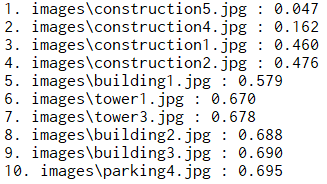 1. images\construction5.jpg : 0.047
2. images\construction4.jpg : 0.162
3. images\construction1.jpg : 0.460
4. images\construction2.jpg : 0.476
5. images\building1.jpg : 0.579
6. images\tower1.jpg : 0.670
7. images\tower3.jpg : 0.678
8. images\building2.jpg : 0.688
9. images\building3.jpg : 0.690
10. images\parking4.jpg : 0.695